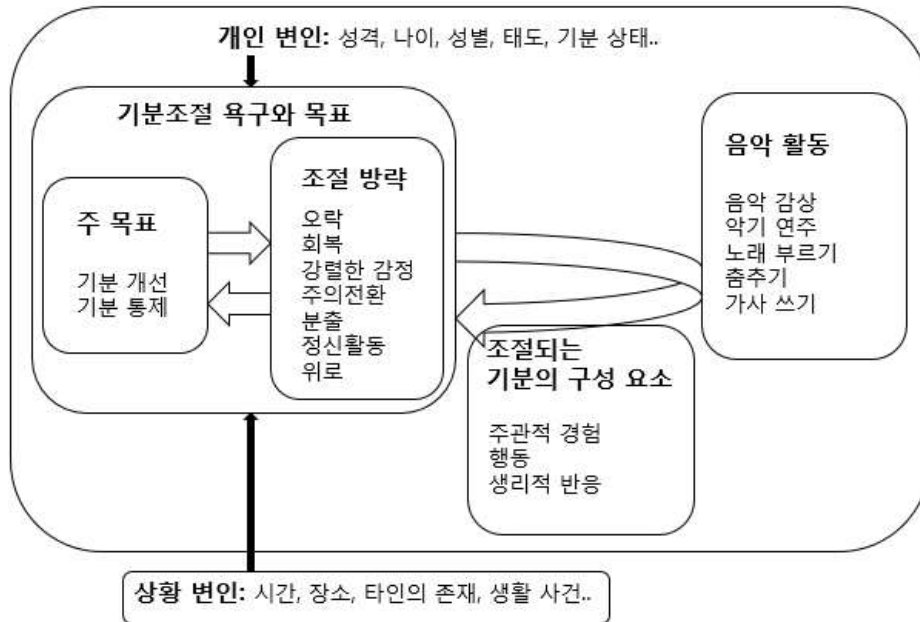 개인 변인: 성격, 나이, 성별, 태도, 기분 상태..
기분조절 욕구와 목표
주 목표
기분 개선
기분 통제
조절 방략
오락
회복
강렬한 감정
주의전환
분출
정신활동
위로
음악 활동
음악 감상
악기 연주
노래 부르기
춤추기
가사 쓰기
조절되는
기분의 구성 요소
주관적 경험
행동
생리적 반응
상황 변인: 시간, 장소, 타인의 존재, 생활 사건..